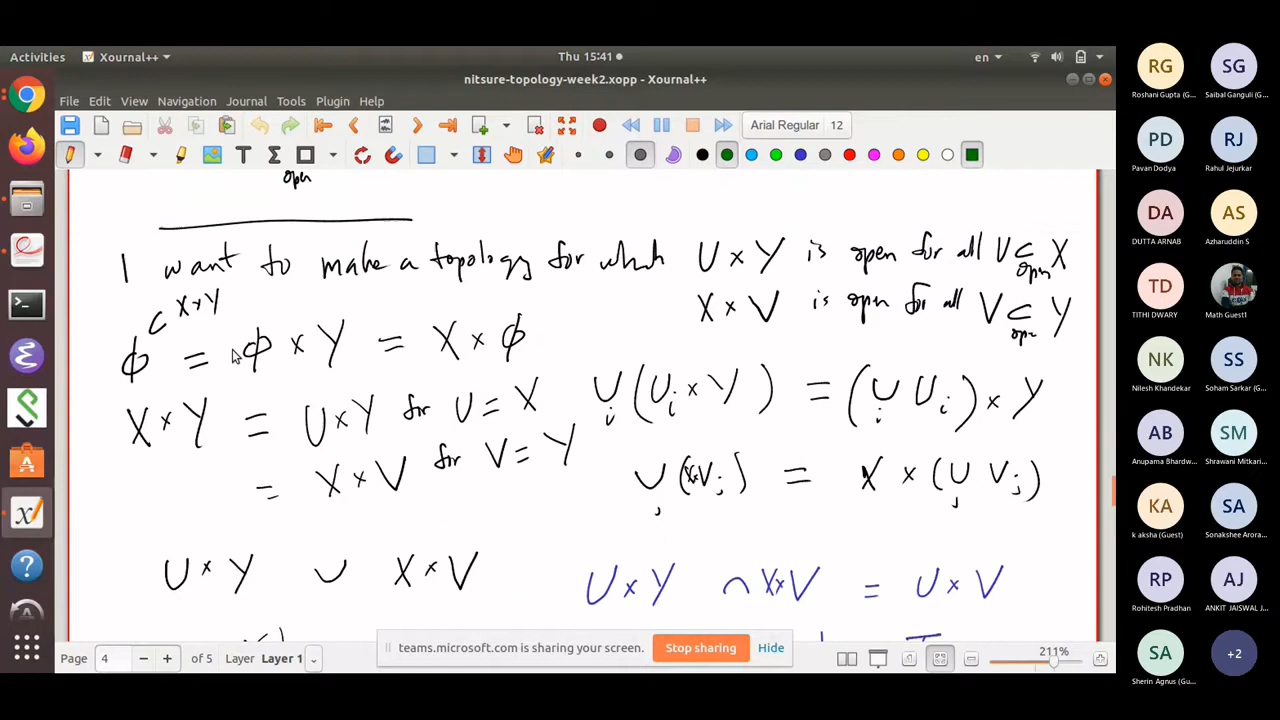 Activities Xournal++ Thu 15:41 en
nitsure-topology-week2.xopp - Xournal++
File Edit View Navigation Journal Tools Plugin Help
Arial Regular 12
open
I want to make a topology for which U × Y is open for all U ⊂ X
open
X × V is open for all V ⊂ Y
open
⊂ X×Y
ϕ = ϕ × Y = X × ϕ
X × Y = U × Y for U = X
= X × V for V = Y
∪ (U_i × Y) = (∪ U_i) × Y
i i
∪ (X×V_j) = X × (∪ V_j)
j j
U × Y ∪ X × V
U × Y ∩ X×V = U × V
teams.microsoft.com is sharing your screen. Stop sharing Hide
Page 4 of 5 Layer Layer 1 211%
RG SG
Roshani Gupta (G... Saibal Ganguli (G...
PD RJ
Pavan Dodya Rahul Jejurkar
DA AS
DUTTA ARNAB Azharuddin S
TD
TITHI DWARY Math Guest1
NK SS
Nilesh Khandekar Soham Sarkar (G...
AB SM
Anupama Bhardw... Shrawani Mitkari...
KA SA
k aksha (Guest) Sonakshee Arora...
RP AJ
Rohitesh Pradhan ANKIT JAISWAL J...
SA +2
Sherin Agnus (Gu...